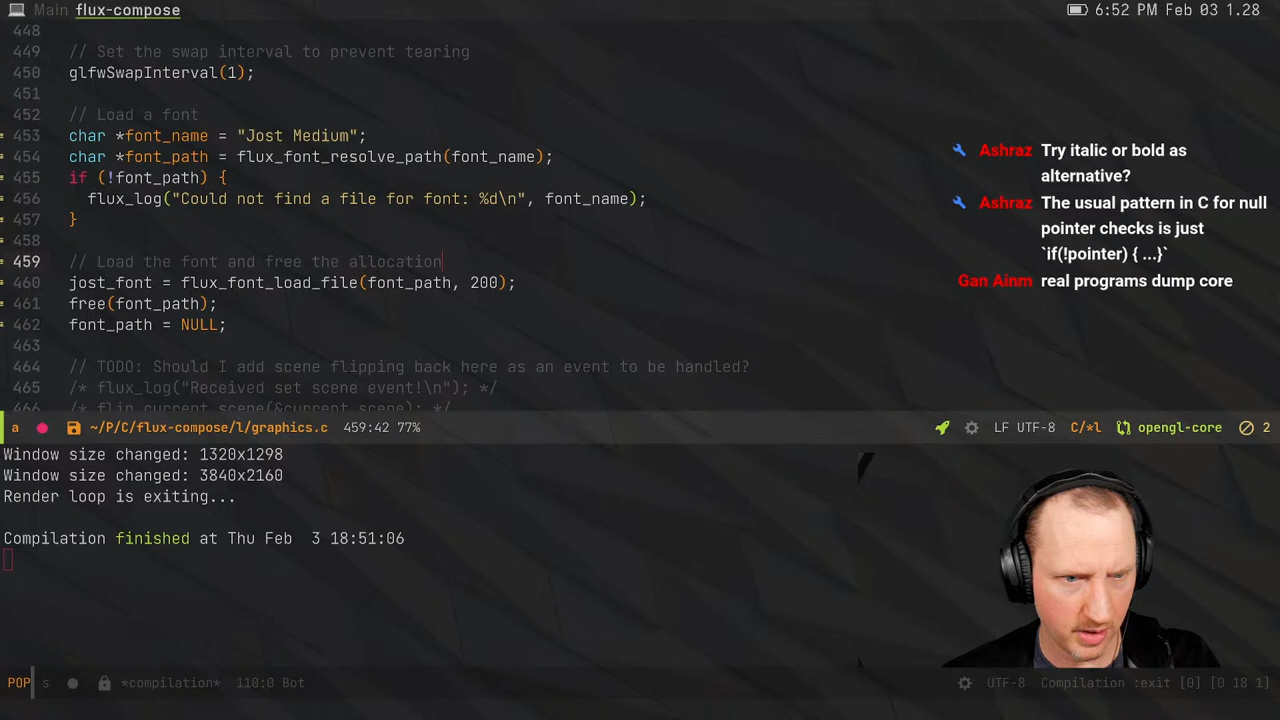 Main flux-compose
6:52 PM Feb 03 1.28
448
449 // Set the swap interval to prevent tearing
450 glfwSwapInterval(1);
451
452 // Load a font
453 char *font_name = "Jost Medium";
454 char *font_path = flux_font_resolve_path(font_name);
455 if (!font_path) {
456 flux_log("Could not find a file for font: %d\n", font_name);
457 }
458
459 // Load the font and free the allocation
460 jost_font = flux_font_load_file(font_path, 200);
461 free(font_path);
462 font_path = NULL;
463
464 // TODO: Should I add scene flipping back here as an event to be handled?
465 /* flux_log("Received set scene event!\n"); */
466 /* flip_current_scene(&current_scene); */
Ashraz Try italic or bold as
alternative?
Ashraz The usual pattern in C for null
pointer checks is just
`if(!pointer) { ...}`
Gan Ainm real programs dump core
a ~/P/C/flux-compose/l/graphics.c 459:42 77% LF UTF-8 C/*l opengl-core 2
Window size changed: 1320x1298
Window size changed: 3840x2160
Render loop is exiting...
Compilation finished at Thu Feb 3 18:51:06
POP s *compilation* 110:0 Bot UTF-8 Compilation :exit [0] [0 18 1]